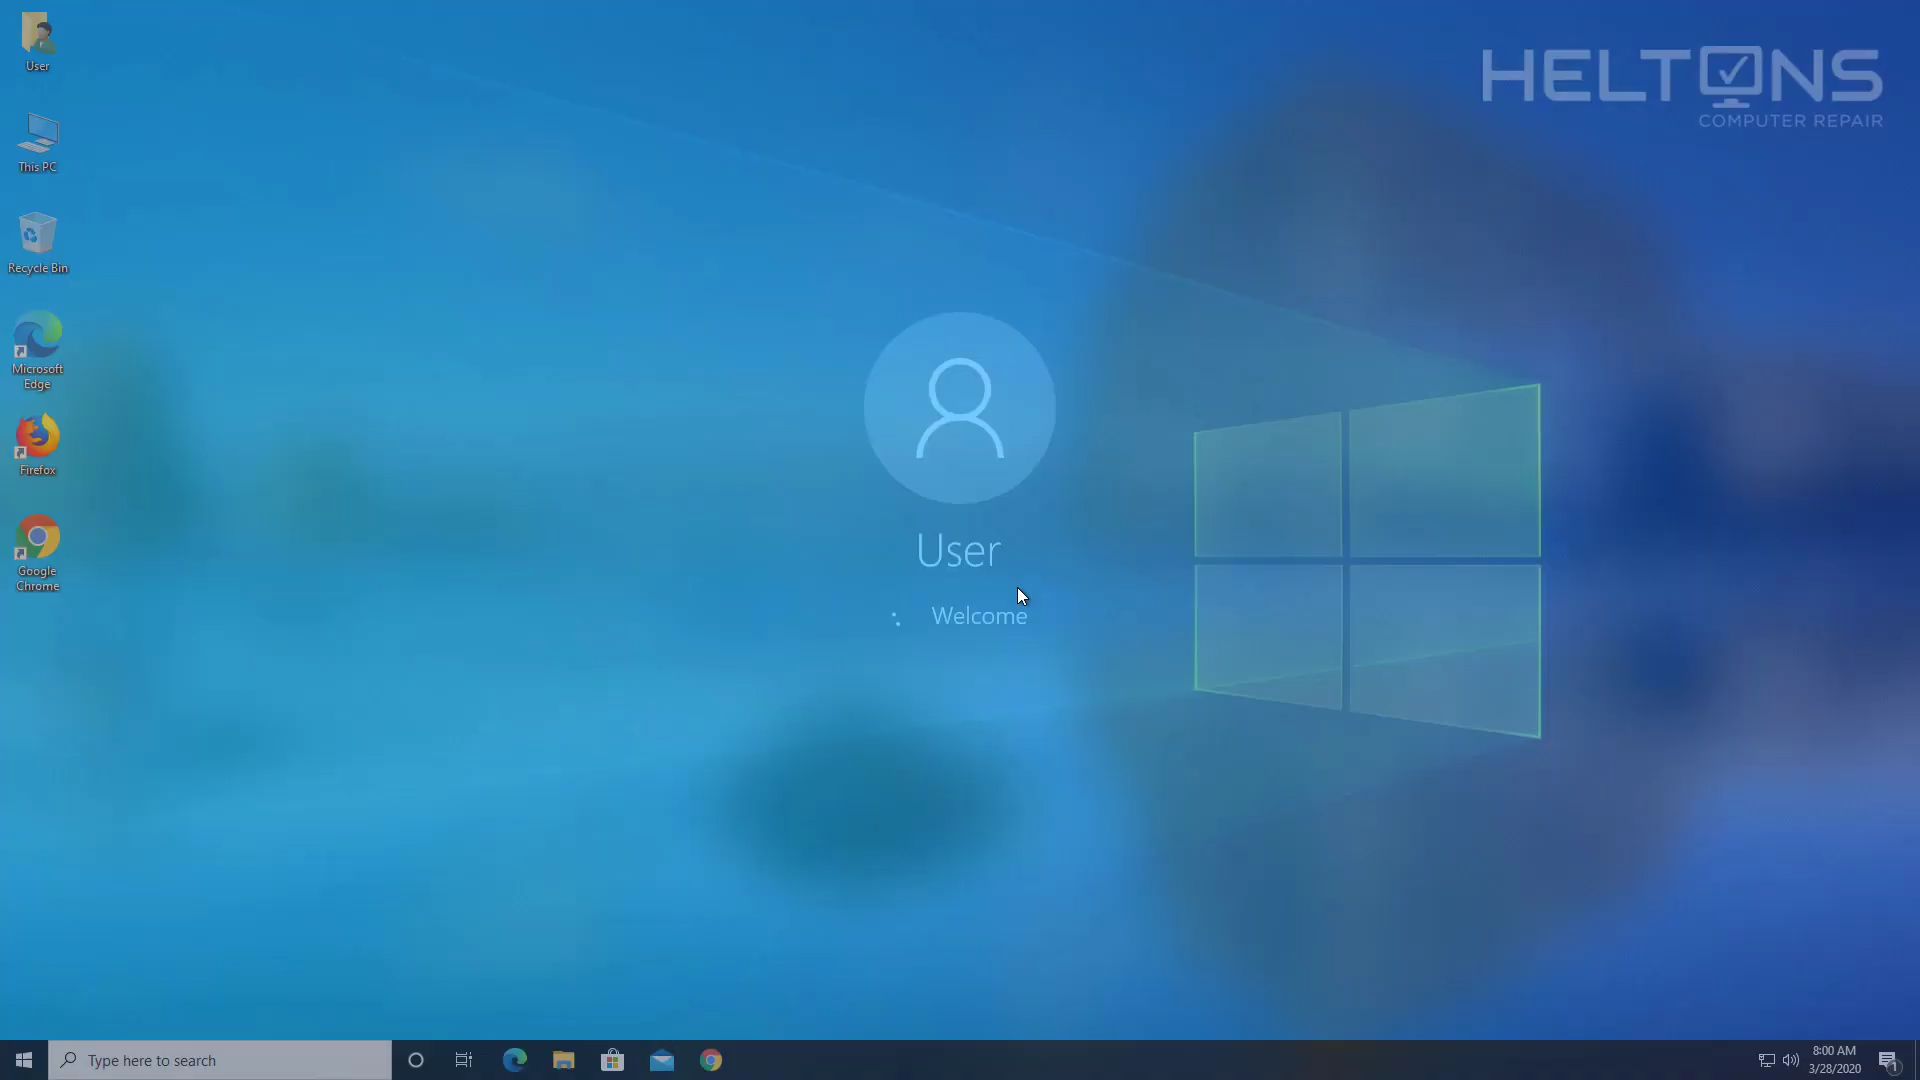 User
This PC
Recycle Bin
Microsoft
Edge
Firefox
Google
Chrome
HELTONS
COMPUTER REPAIR
User
Welcome
Type here to search
8:00 AM
3/28/2020
1